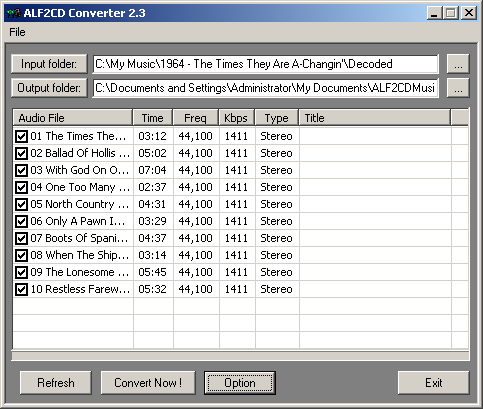 ALF2CD Converter 2.3
File
Input folder: C:\My Music\1964 - The Times They Are A-Changin'\Decoded ...
Output folder: C:\Documents and Settings\Administrator\My Documents\ALF2CDMusi ...
Audio File Time Freq Kbps Type Title
01 The Times The... 03:12 44,100 1411 Stereo
02 Ballad Of Hollis ... 05:02 44,100 1411 Stereo
03 With God On O... 07:04 44,100 1411 Stereo
04 One Too Many ... 02:37 44,100 1411 Stereo
05 North Country ... 04:31 44,100 1411 Stereo
06 Only A Pawn I... 03:29 44,100 1411 Stereo
07 Boots Of Spani... 04:37 44,100 1411 Stereo
08 When The Ship... 03:14 44,100 1411 Stereo
09 The Lonesome ... 05:45 44,100 1411 Stereo
10 Restless Farew... 05:32 44,100 1411 Stereo
Refresh Convert Now ! Option Exit